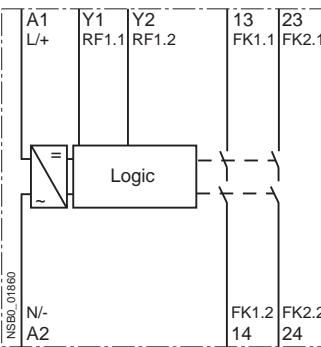 A1 Y1 Y2 13 23
L/+ RF1.1 RF1.2 FK1.1 FK2.1
=
~
Logic
NSB0_01860
N/- FK1.2 FK2.2
A2 14 24